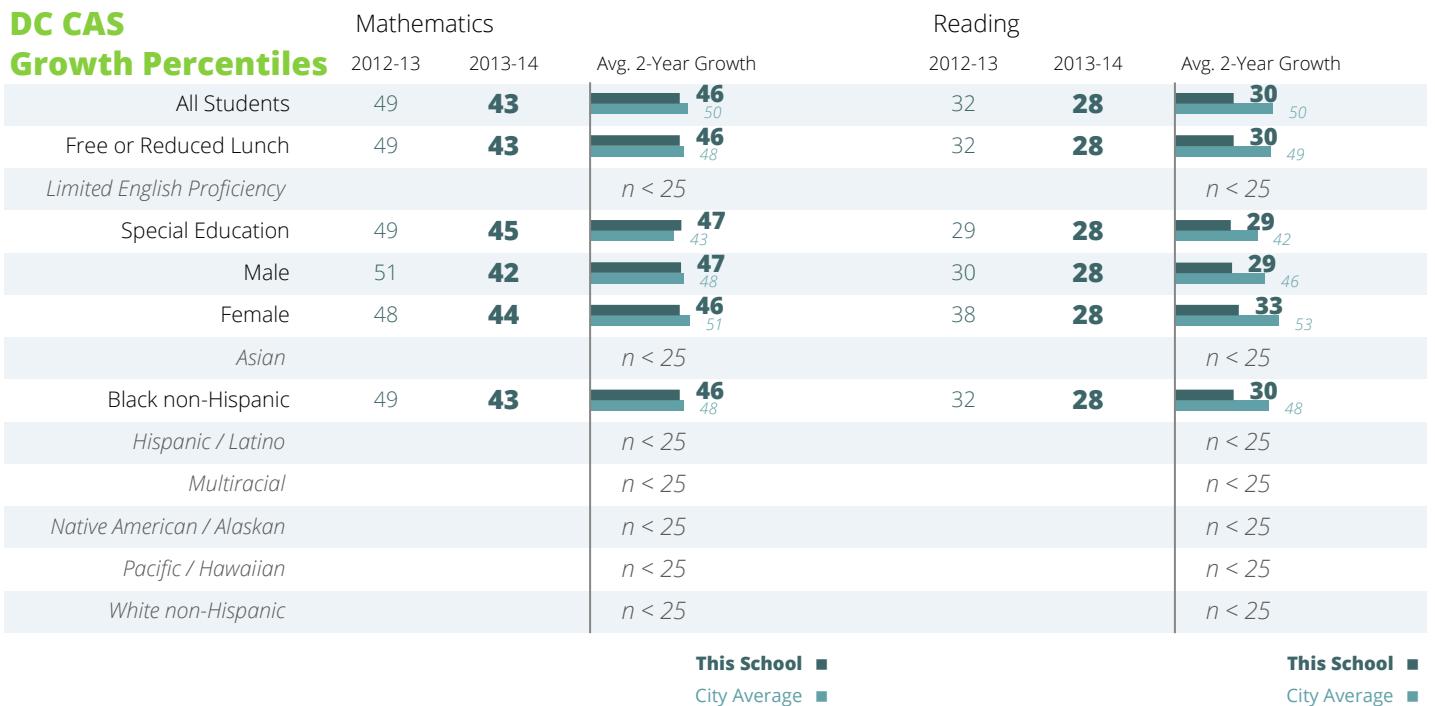 DC CAS
Growth Percentiles
Mathematics Reading
2012-13 2013-14 Avg. 2-Year Growth 2012-13 2013-14 Avg. 2-Year Growth
All Students 49 43 46 50 32 28 30 50
Free or Reduced Lunch 49 43 46 48 32 28 30 49
Limited English Proficiency n < 25 n < 25
Special Education 49 45 47 43 29 28 29 42
Male 51 42 47 48 30 28 29 46
Female 48 44 46 51 38 28 33 53
Asian n < 25 n < 25
Black non-Hispanic 49 43 46 48 32 28 30 48
Hispanic / Latino n < 25 n < 25
Multiracial n < 25 n < 25
Native American / Alaskan n < 25 n < 25
Pacific / Hawaiian n < 25 n < 25
White non-Hispanic n < 25 n < 25
This School This School
City Average City Average